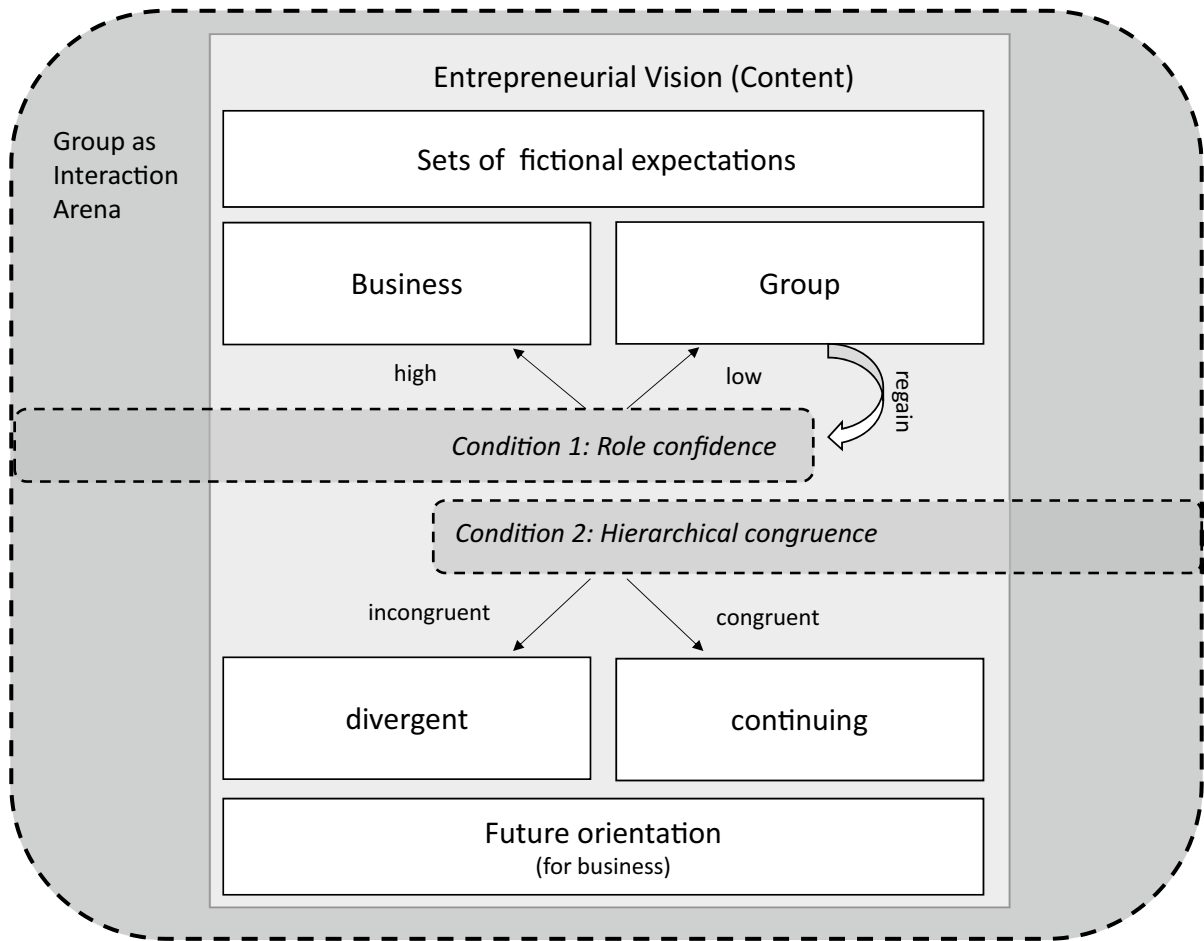 Entrepreneurial Vision (Content)
Group as
Interaction
Arena
Sets of fictional expectations
Business
Group
high
low
regain
Condition 1: Role confidence
Condition 2: Hierarchical congruence
incongruent
congruent
divergent
continuing
Future orientation
(for business)